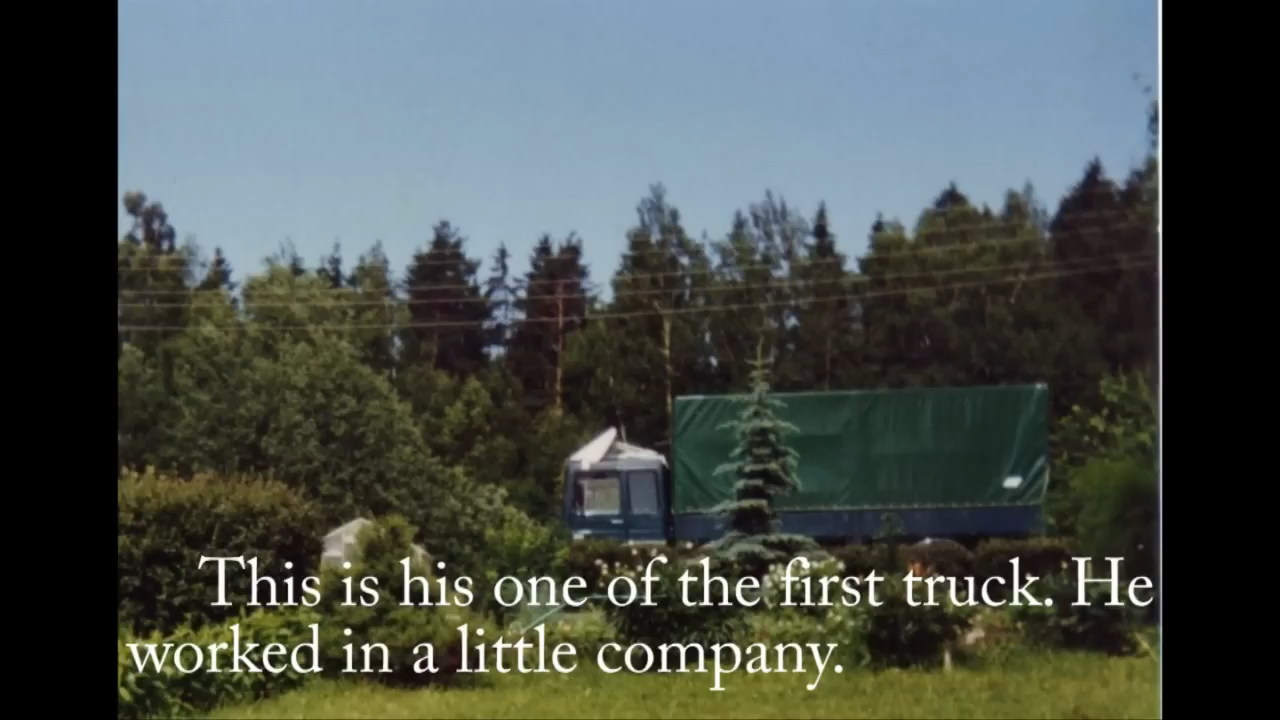 This is his one of the first truck. He
worked in a little company.